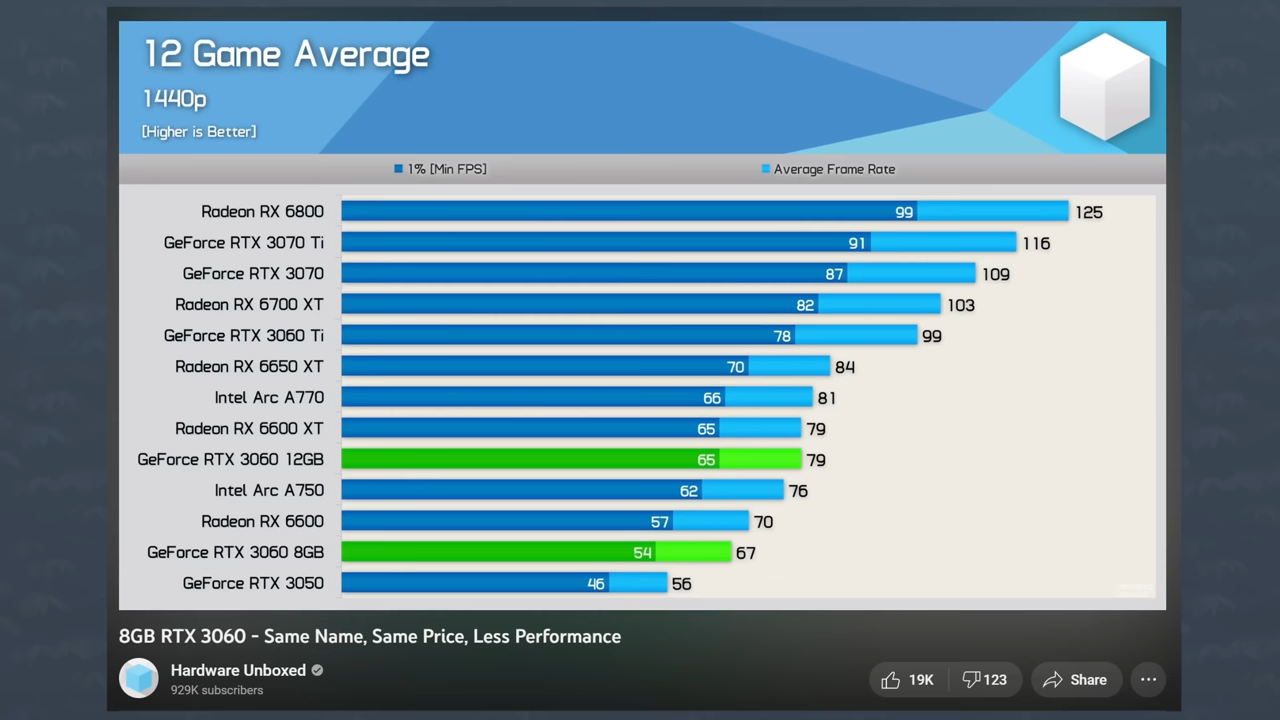 12 Game Average
1440p
[Higher is Better]
1% [Min FPS] Average Frame Rate
Radeon RX 6800 99 125
GeForce RTX 3070 Ti 91 116
GeForce RTX 3070 87 109
Radeon RX 6700 XT 82 103
GeForce RTX 3060 Ti 78 99
Radeon RX 6650 XT 70 84
Intel Arc A770 66 81
Radeon RX 6600 XT 65 79
GeForce RTX 3060 12GB 65 79
Intel Arc A750 62 76
Radeon RX 6600 57 70
GeForce RTX 3060 8GB 54 67
GeForce RTX 3050 46 56
8GB RTX 3060 - Same Name, Same Price, Less Performance
Hardware Unboxed
929K subscribers
19K 123 Share